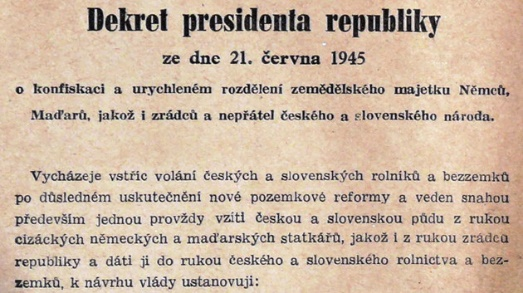 Dekret presidenta republiky
ze dne 21. června 1945
o konfiskaci a urychleném rozdělení zemědělského majetku Němců,
Maďarů, jakož i zrádců a nepřátel českého a slovenského národa.
Vycházeje vstříc volání českých a slovenských rolníků a bezzemků
po důsledném uskutečnění nové pozemkové reformy a veden snahou
především jednou provždy vzíti českou a slovenskou půdu z rukou
cizáckých německých a maďarských statkářů, jakož i z rukou zrádců
republiky a dáti ji do rukou českého a slovenského rolnictva a bez-
zemků, k návrhu vlády ustanovuji: